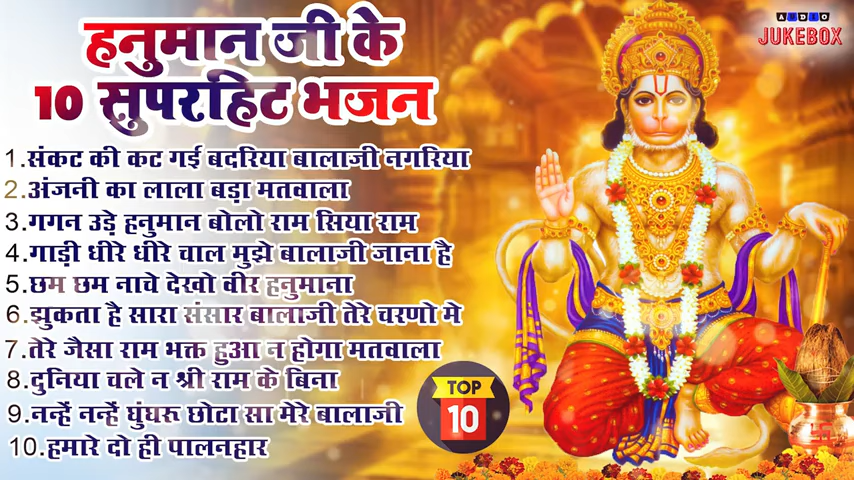 हनुमान जी के
10 सुपरहिट भजन
AUDIO
JUKEBOX
1.संकट की कट गई बदरिया बालाजी नगरिया
2.अंजनी का लाला बड़ा मतवाला
3.गगन उड़े हनुमान बोलो राम सिया राम
4.गाड़ी धीरे धीरे चाल मुझे बालाजी जाना है
5.छम छम नाचे देखो वीर हनुमाना
6.झुकता है सारा संसार बालाजी तेरे चरणो मे
7.तेरे जैसा राम भक्त हुआ न होगा मतवाला
8.दुनिया चले न श्री राम के बिना
9.नन्हें नन्हें घुंघरू छोटा सा मेरे बालाजी
10.हमारे दो ही पालनहार
TOP
10